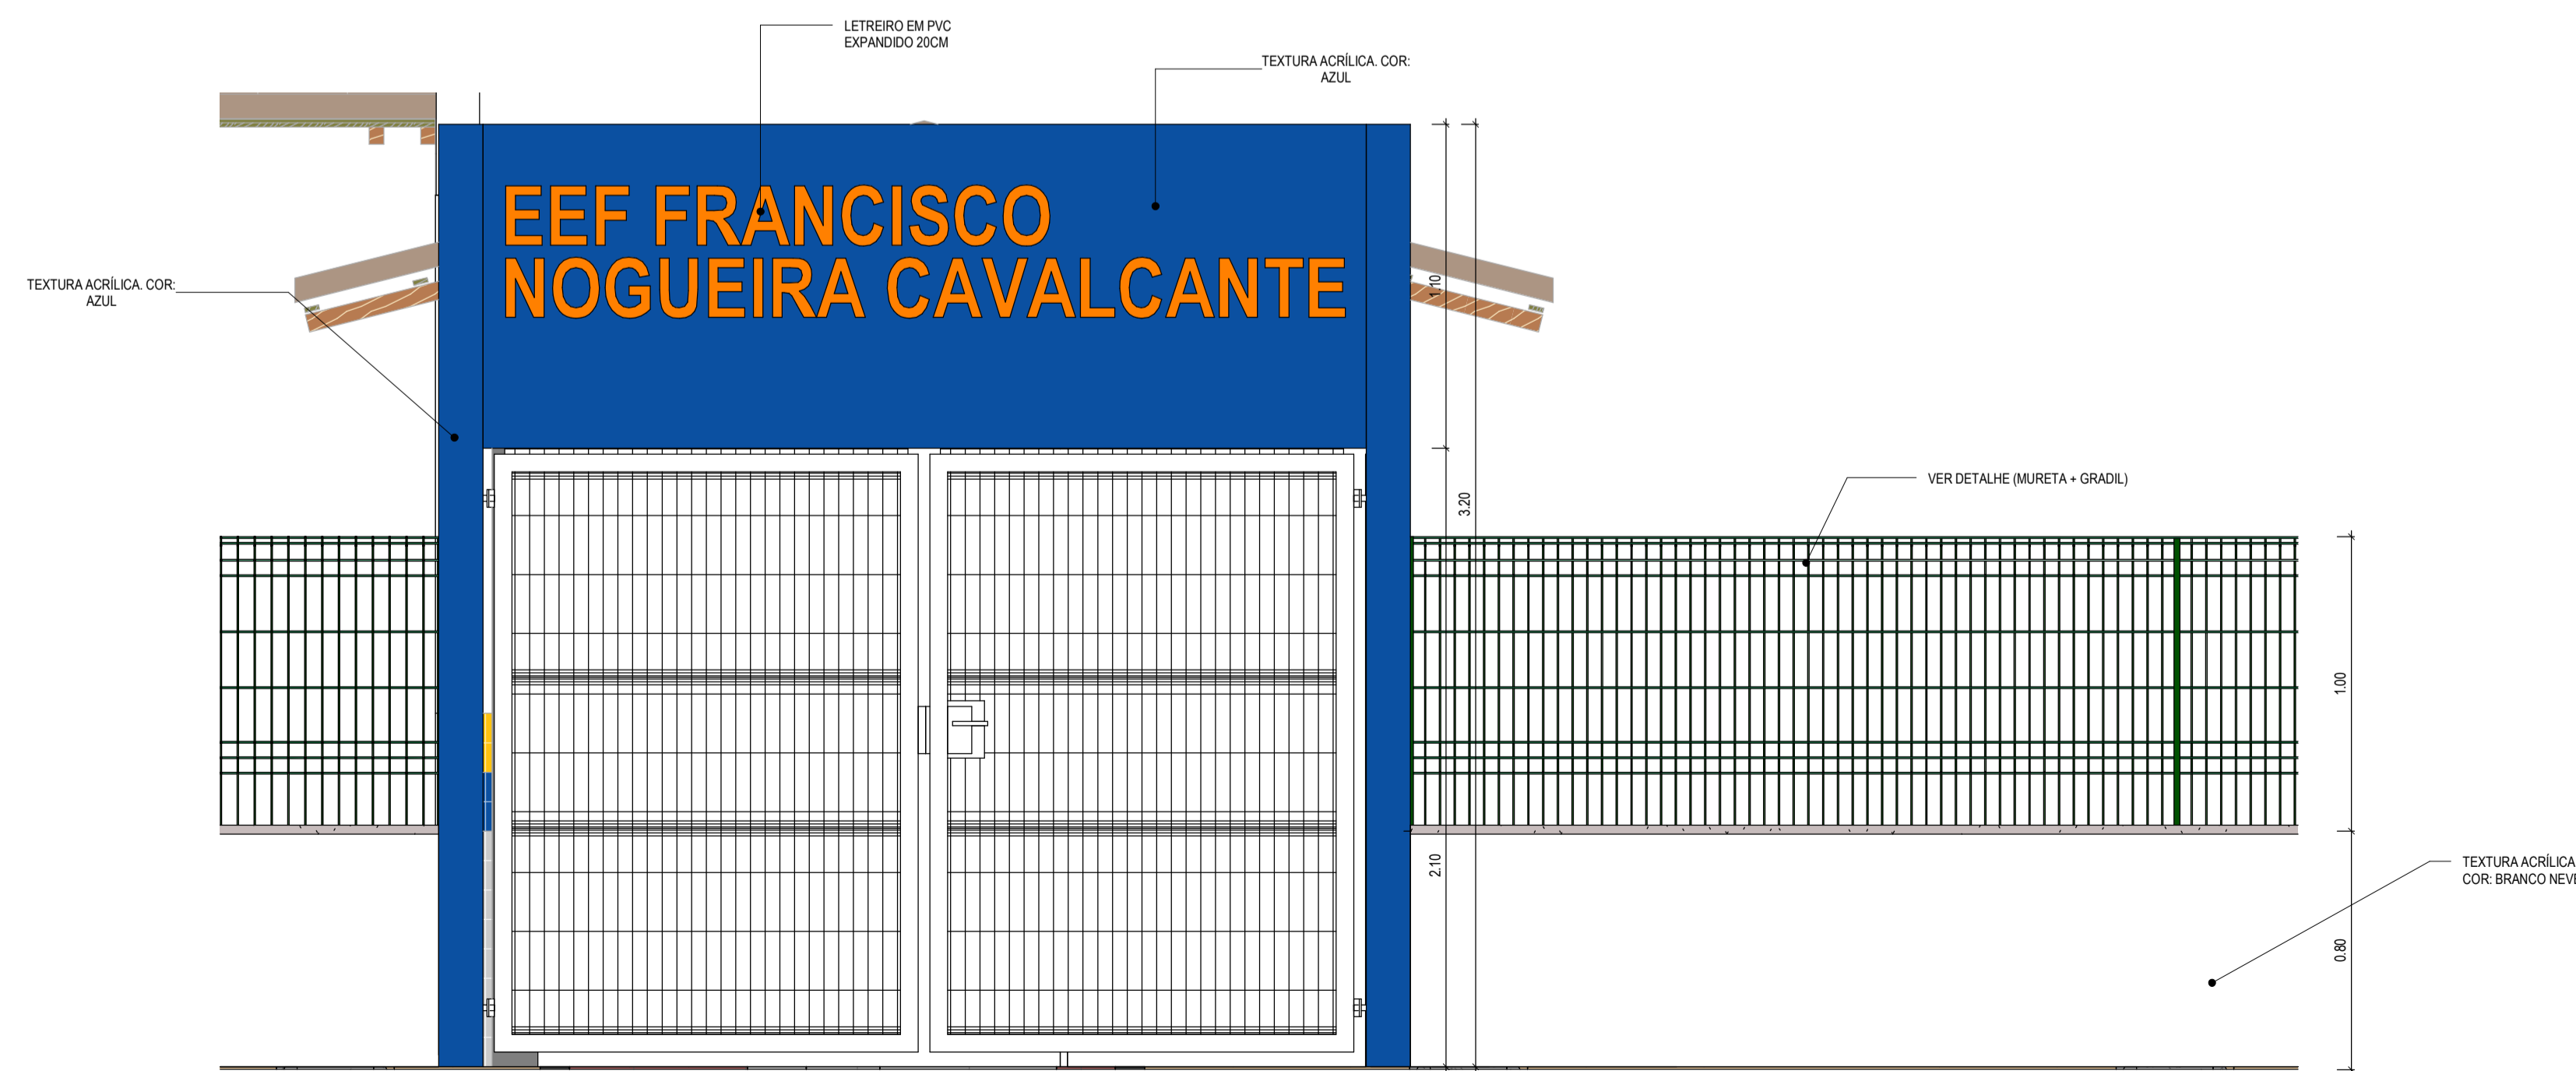 LETREIRO EM PVC
EXPANDIDO 20CM
TEXTURA ACRÍLICA. COR:
AZUL
EEF FRANCISCO
NOGUEIRA CAVALCANTE
TEXTURA ACRÍLICA. COR:
AZUL
1.10
3.20
VER DETALHE (MURETA + GRADIL)
1.00
2.10
TEXTURA ACRÍLICA
COR: BRANCO NEVE
0.80